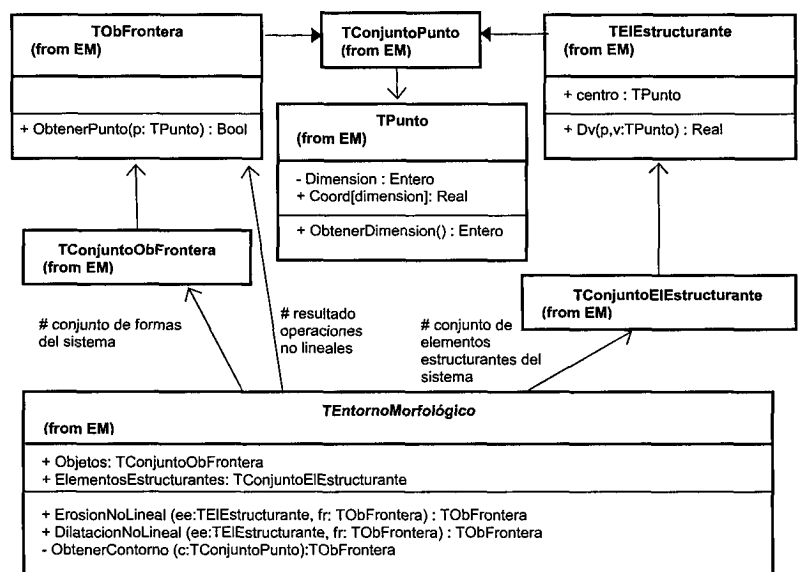 TObFrontera
(from EM)
+ ObtenerPunto(p: TPunto) : Bool
TConjuntoPunto
(from EM)
TElEstructurante
(from EM)
+ centro : TPunto
+ Dv(p,v:TPunto) : Real
TPunto
(from EM)
- Dimension : Entero
+ Coord[dimension]: Real
+ ObtenerDimension() : Entero
TConjuntoObFrontera
(from EM)
TConjuntoElEstructurante
(from EM)
# conjunto de formas
del sistema
# resultado
operaciones
no lineales
# conjunto de
elementos
estructurantes del
sistema
TEntornoMorfológico
(from EM)
+ Objetos: TConjuntoObFrontera
+ ElementosEstructurantes: TConjuntoElEstructurante
+ ErosionNoLineal (ee:TElEstructurante, fr: TObFrontera) : TObFrontera
+ DilatacionNoLineal (ee:TElEstructurante, fr: TObFrontera) : TObFrontera
- ObtenerContorno (c:TConjuntoPunto):TObFrontera